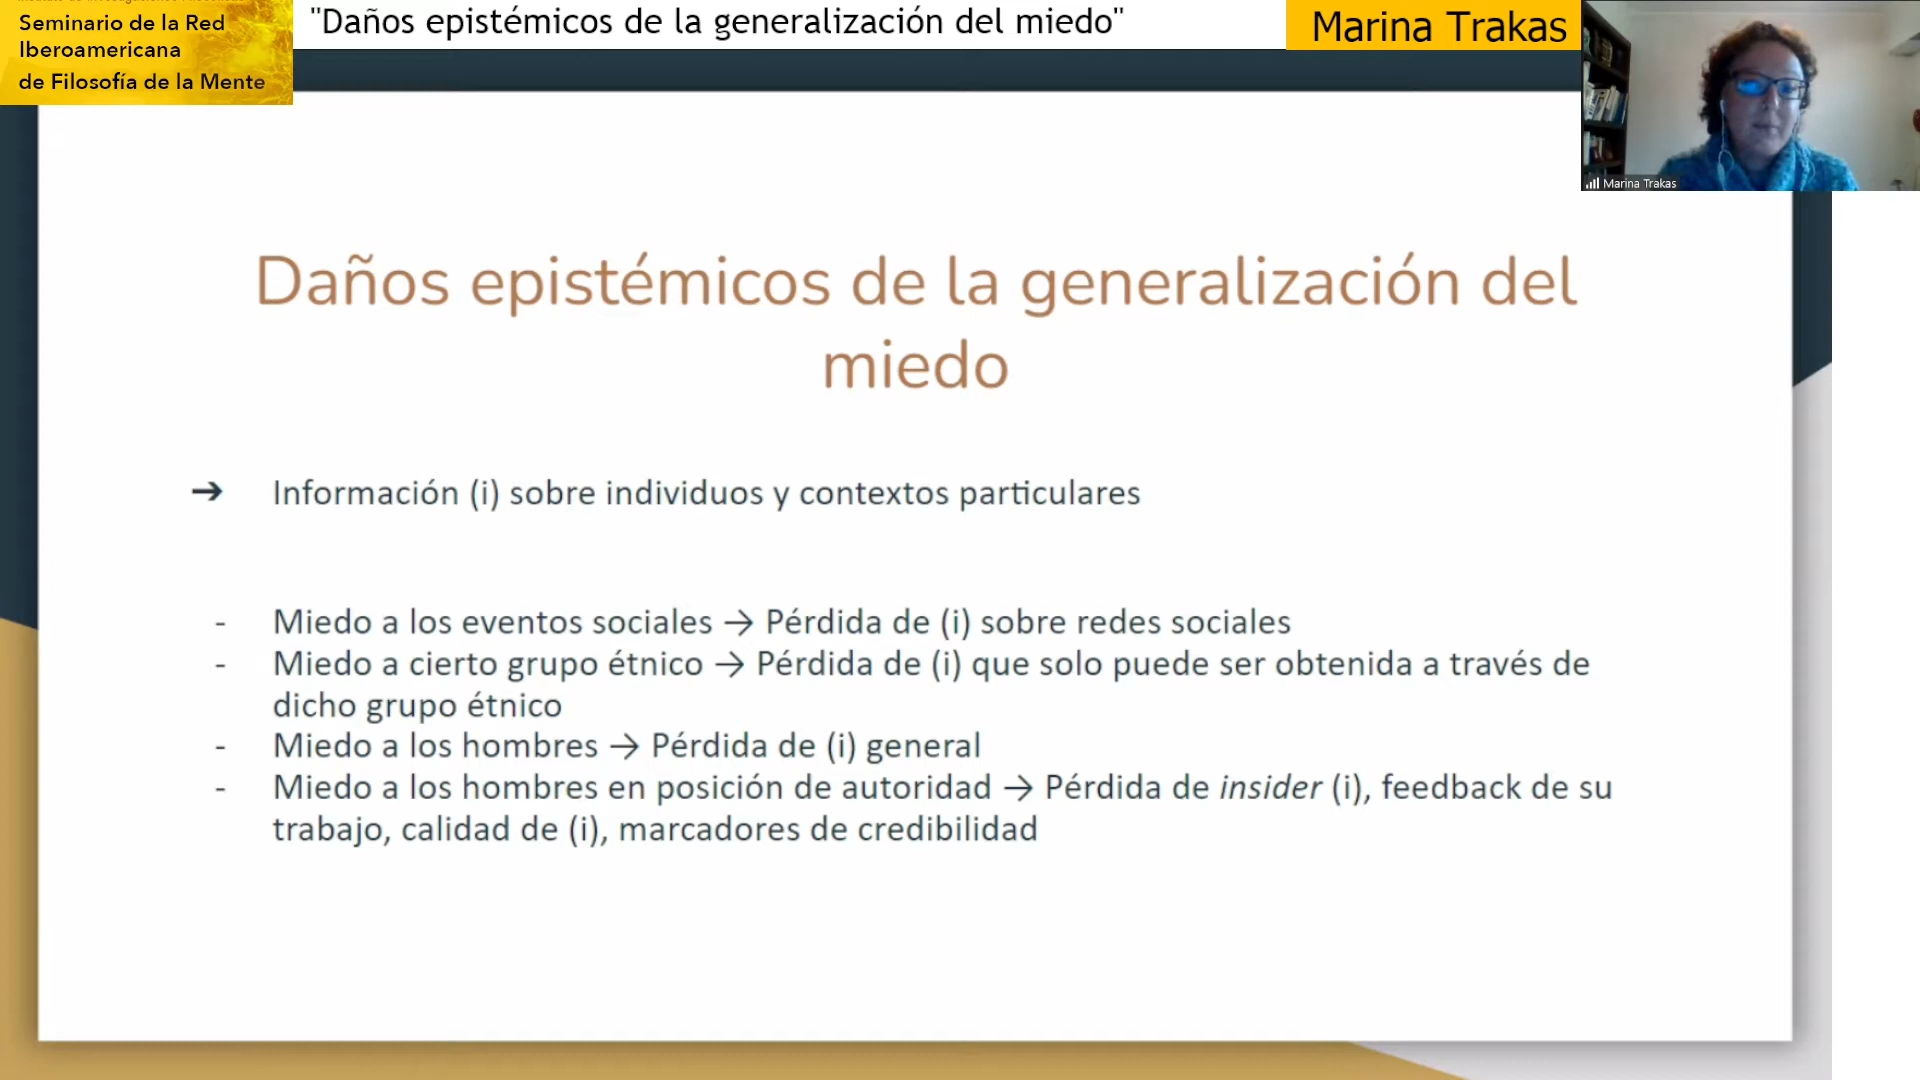 Seminario de la Red
Iberoamericana
de Filosofía de la Mente
"Daños epistémicos de la generalización del miedo"
Marina Trakas
Marina Trakas
Daños epistémicos de la generalización del
miedo
➔ Información (i) sobre individuos y contextos particulares
- Miedo a los eventos sociales → Pérdida de (i) sobre redes sociales
- Miedo a cierto grupo étnico → Pérdida de (i) que solo puede ser obtenida a través de
dicho grupo étnico
- Miedo a los hombres → Pérdida de (i) general
- Miedo a los hombres en posición de autoridad → Pérdida de insider (i), feedback de su
trabajo, calidad de (i), marcadores de credibilidad